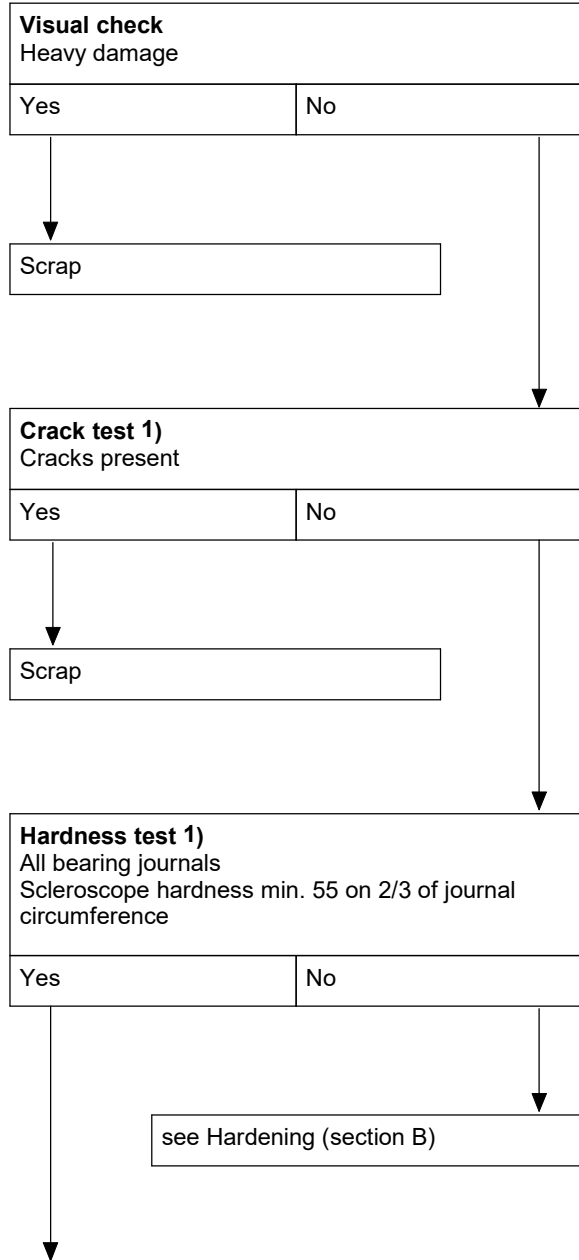 Visual check
Heavy damage
Yes
No
Scrap
Crack test 1)
Cracks present
Yes
No
Scrap
Hardness test 1)
All bearing journals
Scleroscope hardness min. 55 on 2/3 of journal
circumference
Yes
No
see Hardening (section B)